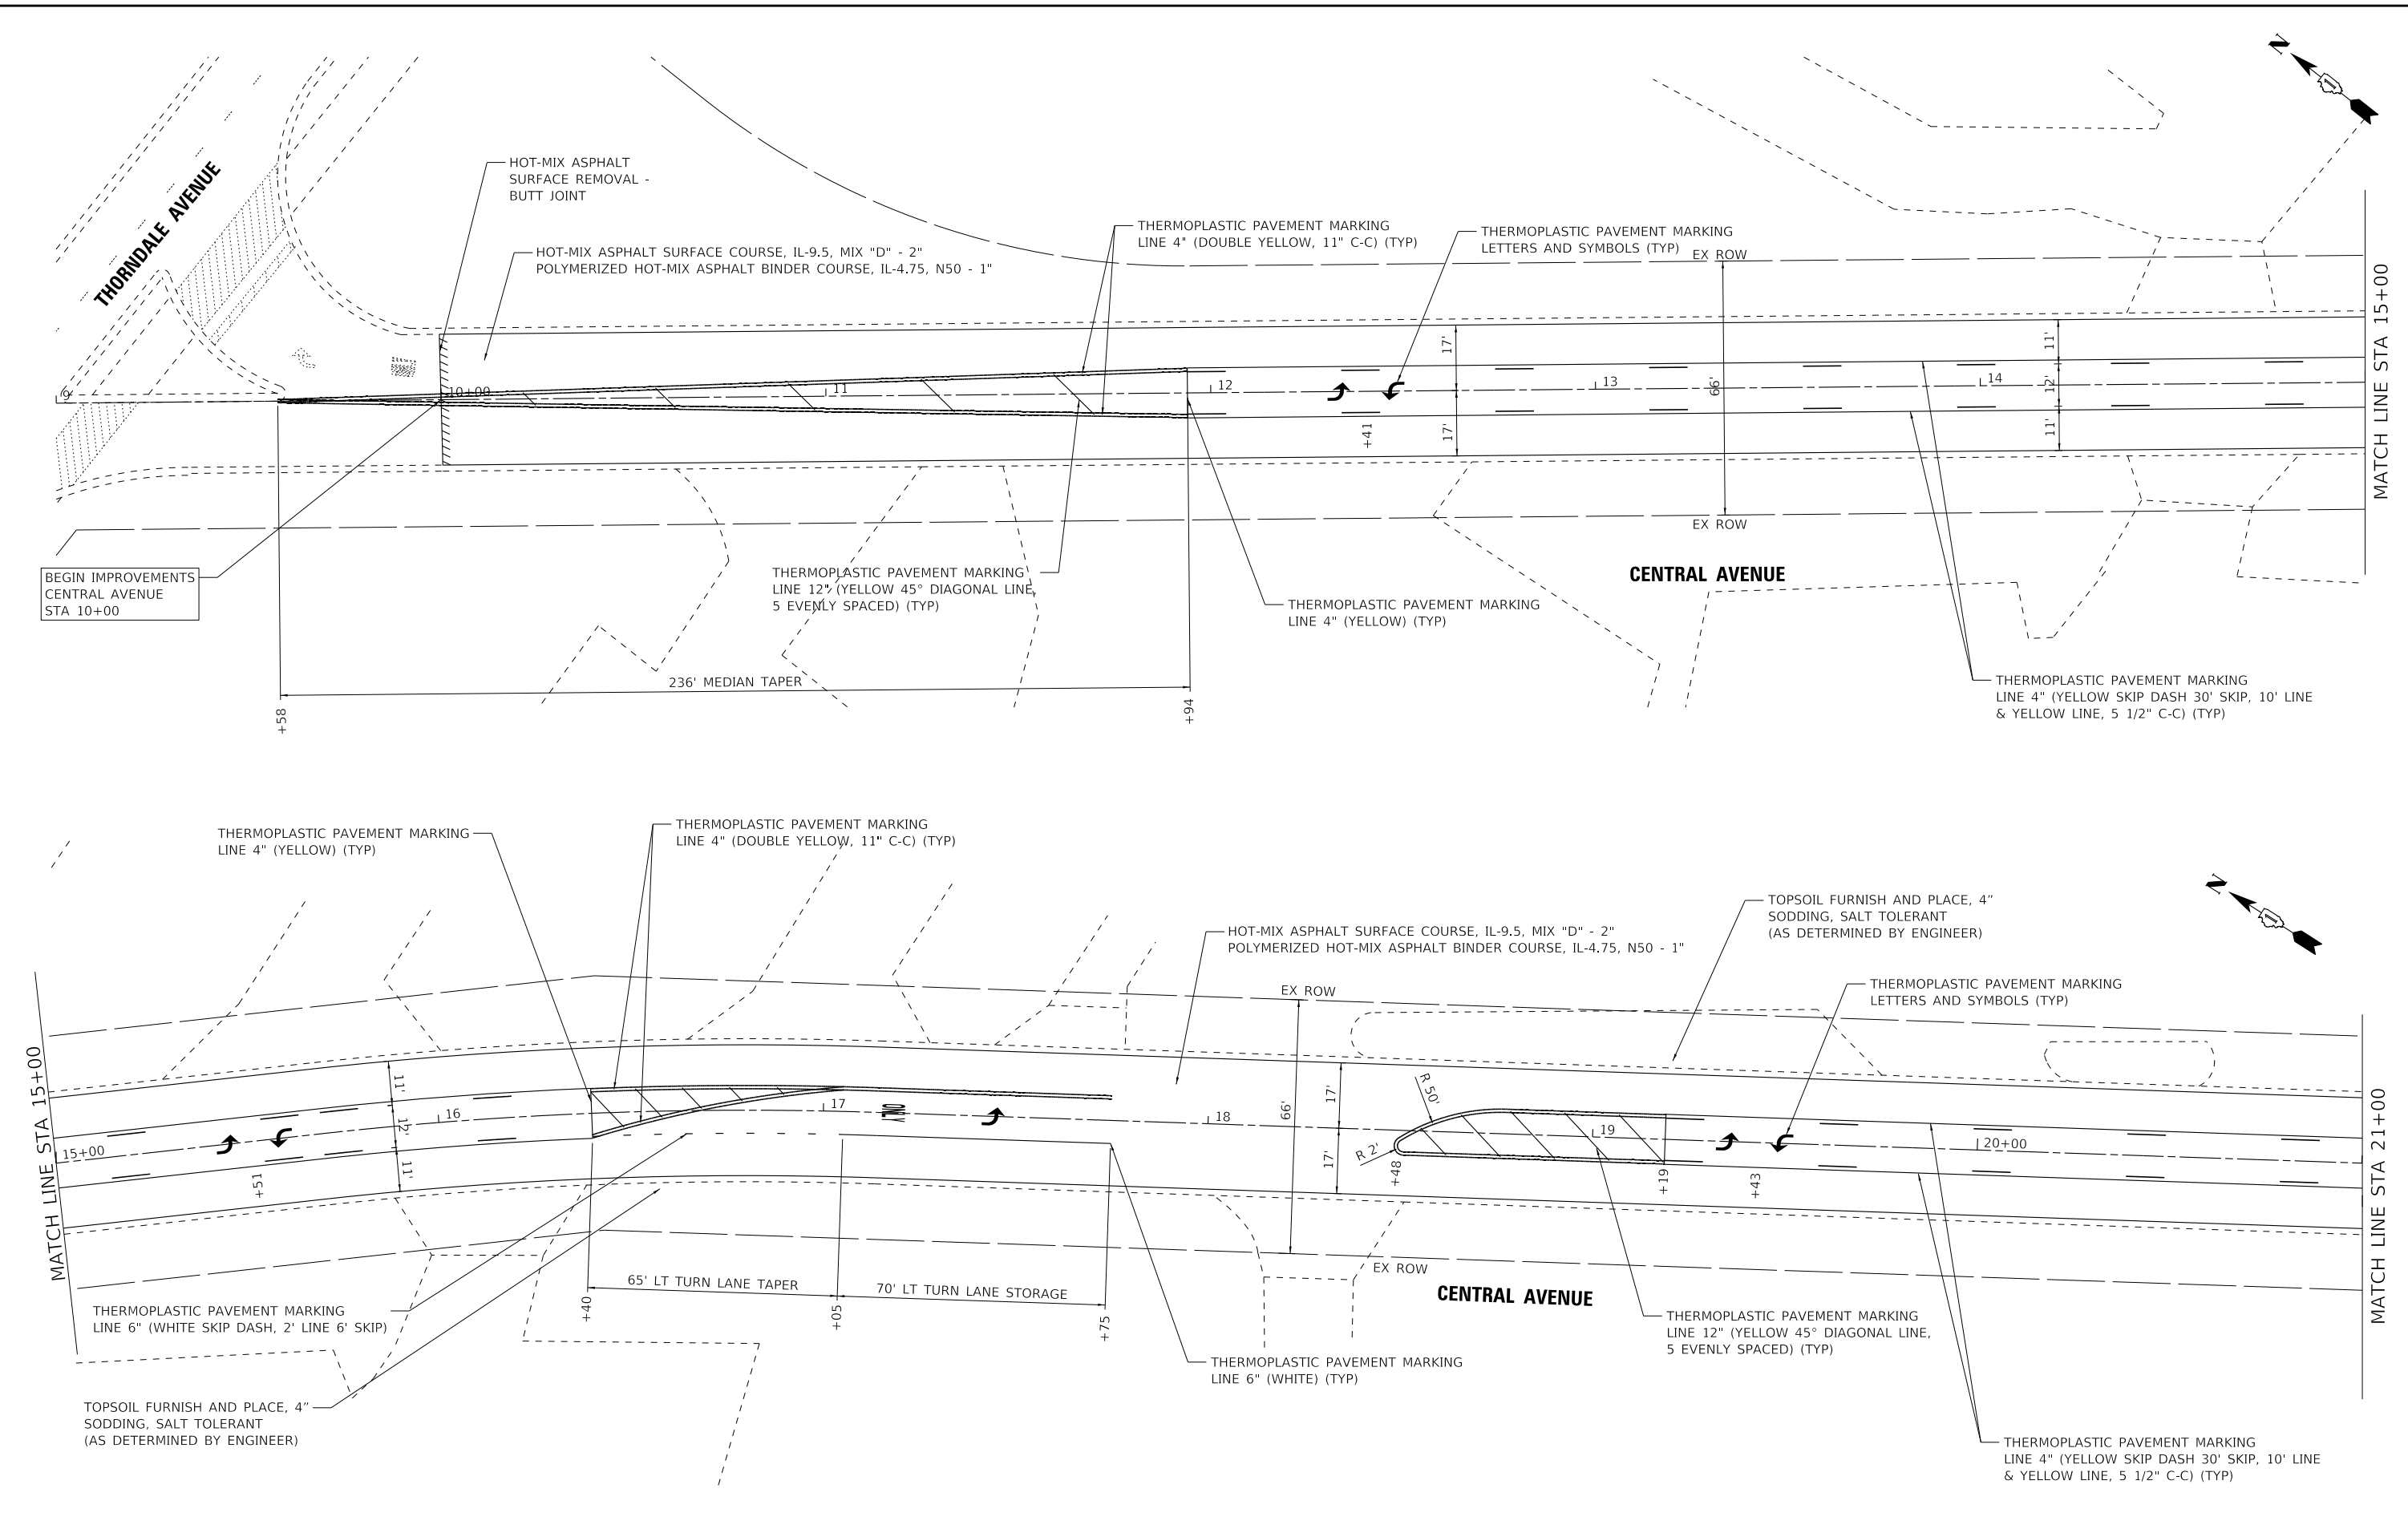 N
THORNDALE AVENUE
HOT-MIX ASPHALT
SURFACE REMOVAL -
BUTT JOINT
HOT-MIX ASPHALT SURFACE COURSE, IL-9.5, MIX "D" - 2"
POLYMERIZED HOT-MIX ASPHALT BINDER COURSE, IL-4.75, N50 - 1"
THERMOPLASTIC PAVEMENT MARKING
LINE 4" (DOUBLE YELLOW, 11" C-C) (TYP)
THERMOPLASTIC PAVEMENT MARKING
LETTERS AND SYMBOLS (TYP)
EX ROW
MATCH LINE STA 15+00
9
10+00
11
12
13
14
17'
17'
66'
11'
12'
11'
+41
EX ROW
CENTRAL AVENUE
BEGIN IMPROVEMENTS
CENTRAL AVENUE
STA 10+00
THERMOPLASTIC PAVEMENT MARKING
LINE 12" (YELLOW 45° DIAGONAL LINE,
5 EVENLY SPACED) (TYP)
THERMOPLASTIC PAVEMENT MARKING
LINE 4" (YELLOW) (TYP)
236' MEDIAN TAPER
+58
+94
THERMOPLASTIC PAVEMENT MARKING
LINE 4" (YELLOW SKIP DASH 30' SKIP, 10' LINE
& YELLOW LINE, 5 1/2" C-C) (TYP)
THERMOPLASTIC PAVEMENT MARKING
LINE 4" (YELLOW) (TYP)
THERMOPLASTIC PAVEMENT MARKING
LINE 4" (DOUBLE YELLOW, 11" C-C) (TYP)
HOT-MIX ASPHALT SURFACE COURSE, IL-9.5, MIX "D" - 2"
POLYMERIZED HOT-MIX ASPHALT BINDER COURSE, IL-4.75, N50 - 1"
TOPSOIL FURNISH AND PLACE, 4”
SODDING, SALT TOLERANT
(AS DETERMINED BY ENGINEER)
N
THERMOPLASTIC PAVEMENT MARKING
LETTERS AND SYMBOLS (TYP)
EX ROW
MATCH LINE STA 15+00
15+00
16
17
18
19
20+00
+51
11'
12'
11'
66'
17'
17'
R 50'
R 2'
+48
+19
+43
MATCH LINE STA 21+00
EX ROW
CENTRAL AVENUE
65' LT TURN LANE TAPER
70' LT TURN LANE STORAGE
+40
+05
+75
THERMOPLASTIC PAVEMENT MARKING
LINE 6" (WHITE SKIP DASH, 2' LINE 6' SKIP)
THERMOPLASTIC PAVEMENT MARKING
LINE 6" (WHITE) (TYP)
THERMOPLASTIC PAVEMENT MARKING
LINE 12" (YELLOW 45° DIAGONAL LINE,
5 EVENLY SPACED) (TYP)
TOPSOIL FURNISH AND PLACE, 4”
SODDING, SALT TOLERANT
(AS DETERMINED BY ENGINEER)
THERMOPLASTIC PAVEMENT MARKING
LINE 4" (YELLOW SKIP DASH 30' SKIP, 10' LINE
& YELLOW LINE, 5 1/2" C-C) (TYP)